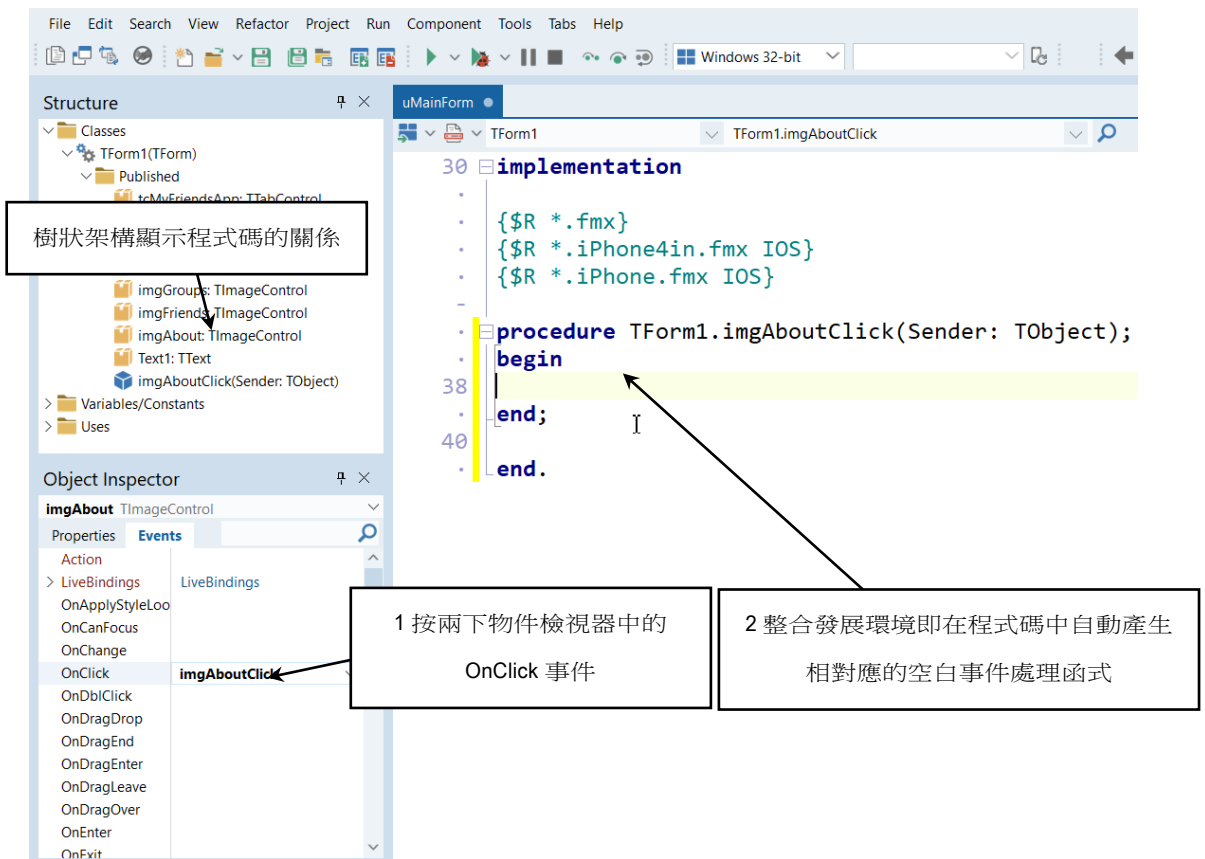 File Edit Search View Refactor Project Run Component Tools Tabs Help
Windows 32-bit
Structure
Classes
TForm1(TForm)
Published
tcMyFriendsApp: TTabControl
樹狀架構顯示程式碼的關係
imgGroups: TImageControl
imgFriends: TImageControl
imgAbout: TImageControl
Text1: TText
imgAboutClick(Sender: TObject)
Variables/Constants
Uses
uMainForm
TForm1
TForm1.imgAboutClick
30 implementation
{$R *.fmx}
{$R *.iPhone4in.fmx IOS}
{$R *.iPhone.fmx IOS}
procedure TForm1.imgAboutClick(Sender: TObject);
begin
38
end;
40
end.
Object Inspector
imgAbout TImageControl
Properties Events
Action
LiveBindings LiveBindings
OnApplyStyleLoo
OnCanFocus
OnChange
OnClick imgAboutClick
OnDblClick
OnDragDrop
OnDragEnd
OnDragEnter
OnDragLeave
OnDragOver
OnEnter
OnExit
1 按兩下物件檢視器中的
OnClick 事件
2 整合發展環境即在程式碼中自動產生
相對應的空白事件處理函式